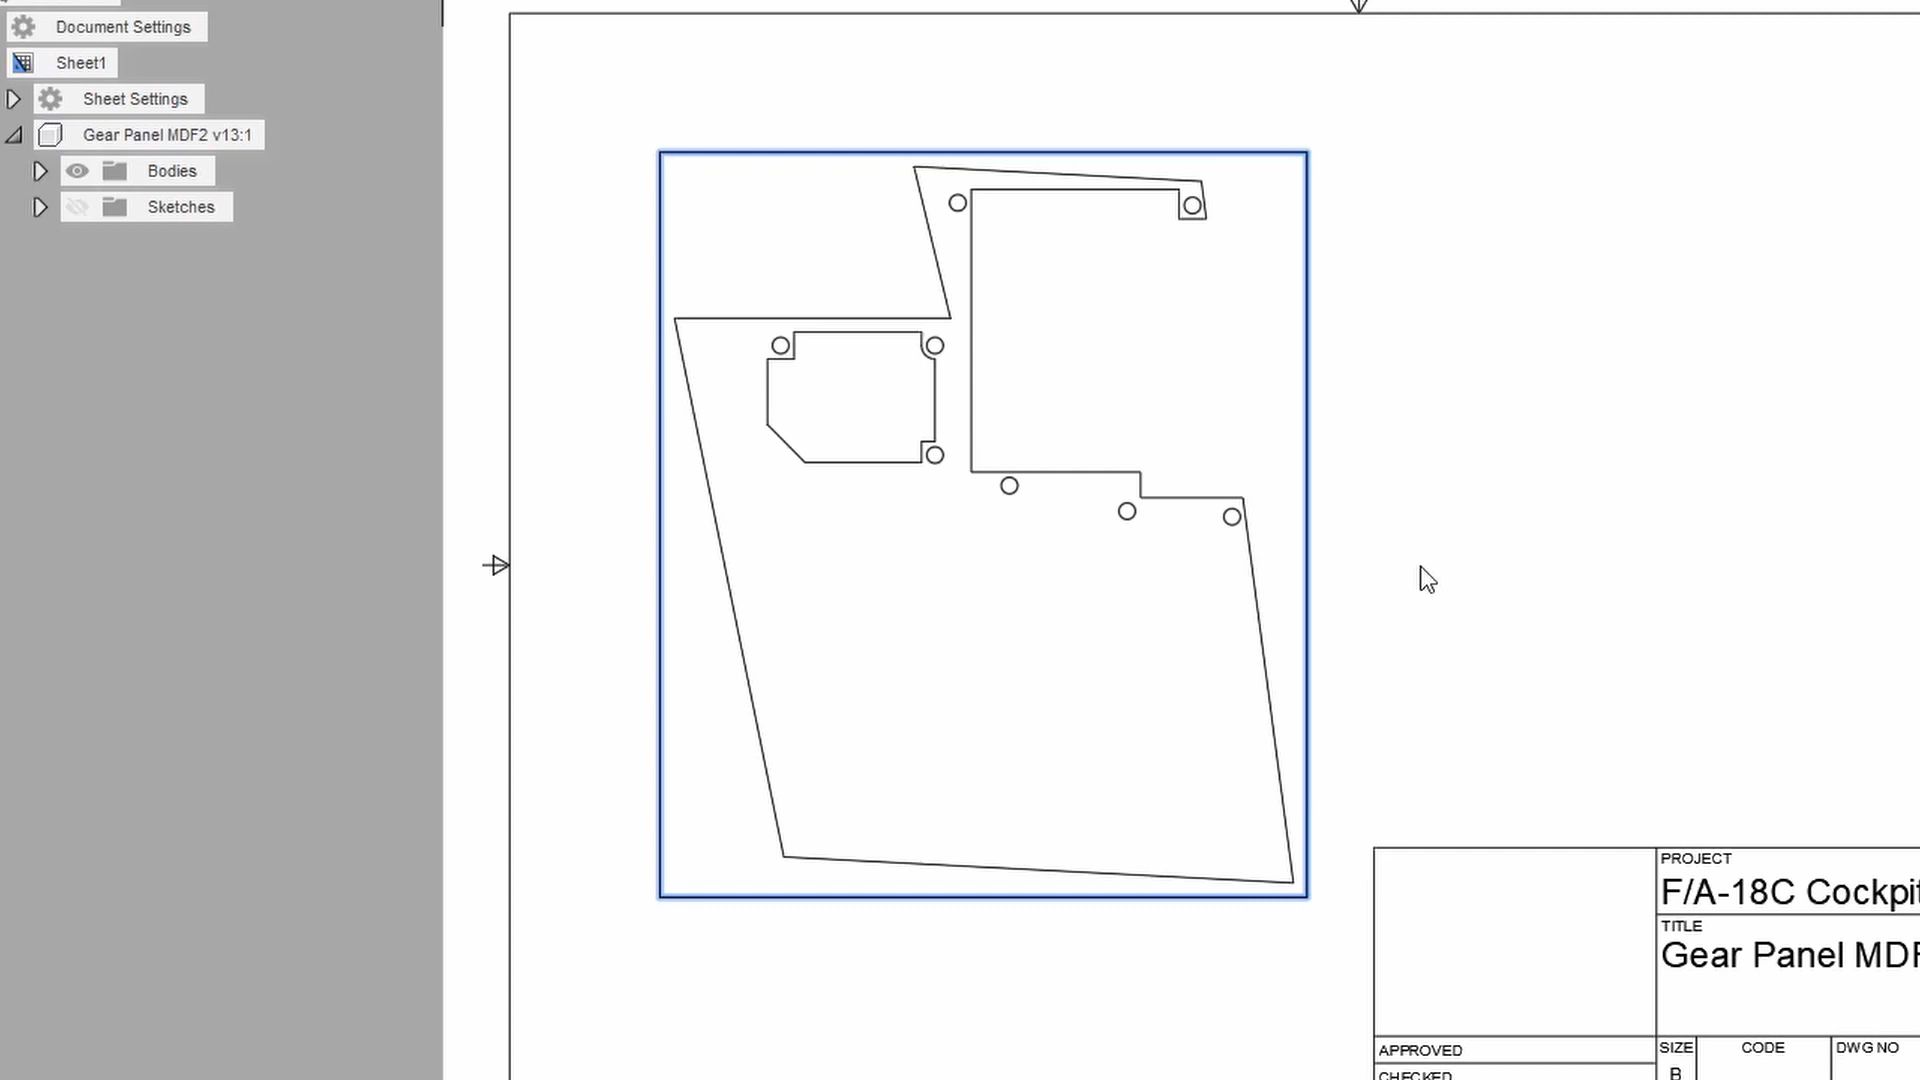 Document Settings
Sheet1
Sheet Settings
Gear Panel MDF2 v13:1
Bodies
Sketches
PROJECT
F/A-18C Cockpit
TITLE
Gear Panel MDF
APPROVED
SIZE
CODE
DWG NO
CHECKED
B